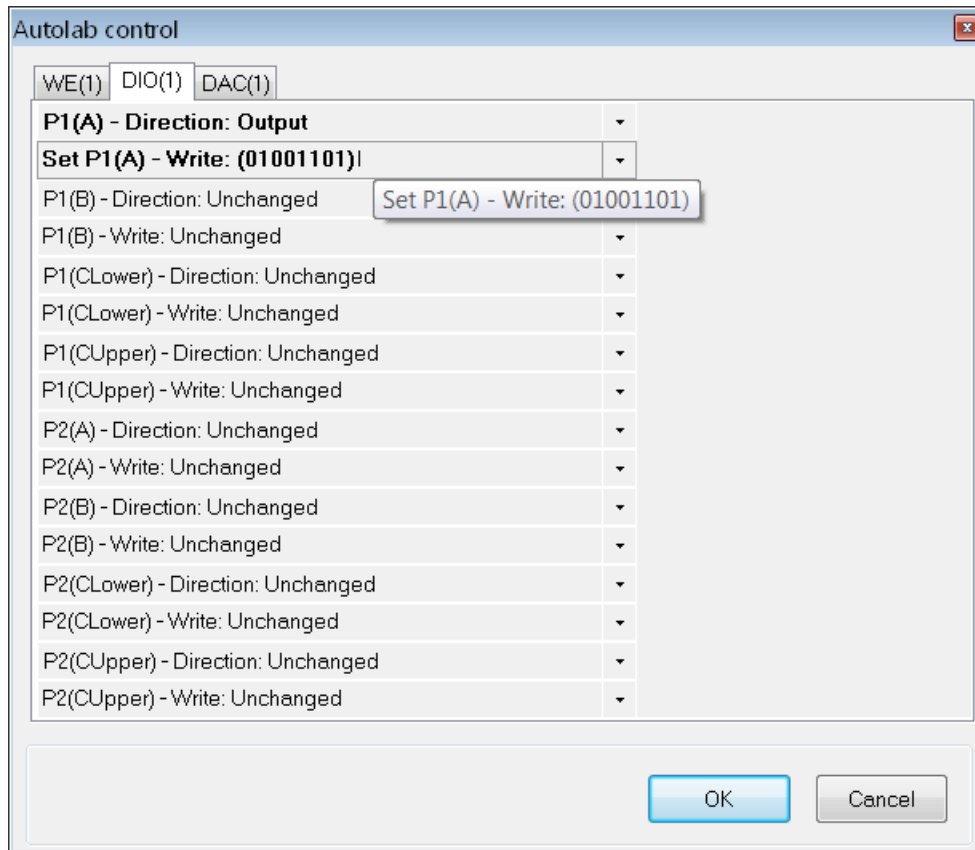 Autolab control
WE(1) DIO(1) DAC(1)
P1(A) - Direction: Output
Set P1(A) - Write: (01001101)
P1(B) - Direction: Unchanged
Set P1(A) - Write: (01001101)
P1(B) - Write: Unchanged
P1(CLower) - Direction: Unchanged
P1(CLower) - Write: Unchanged
P1(CUpper) - Direction: Unchanged
P1(CUpper) - Write: Unchanged
P2(A) - Direction: Unchanged
P2(A) - Write: Unchanged
P2(B) - Direction: Unchanged
P2(B) - Write: Unchanged
P2(CLower) - Direction: Unchanged
P2(CLower) - Write: Unchanged
P2(CUpper) - Direction: Unchanged
P2(CUpper) - Write: Unchanged
OK Cancel